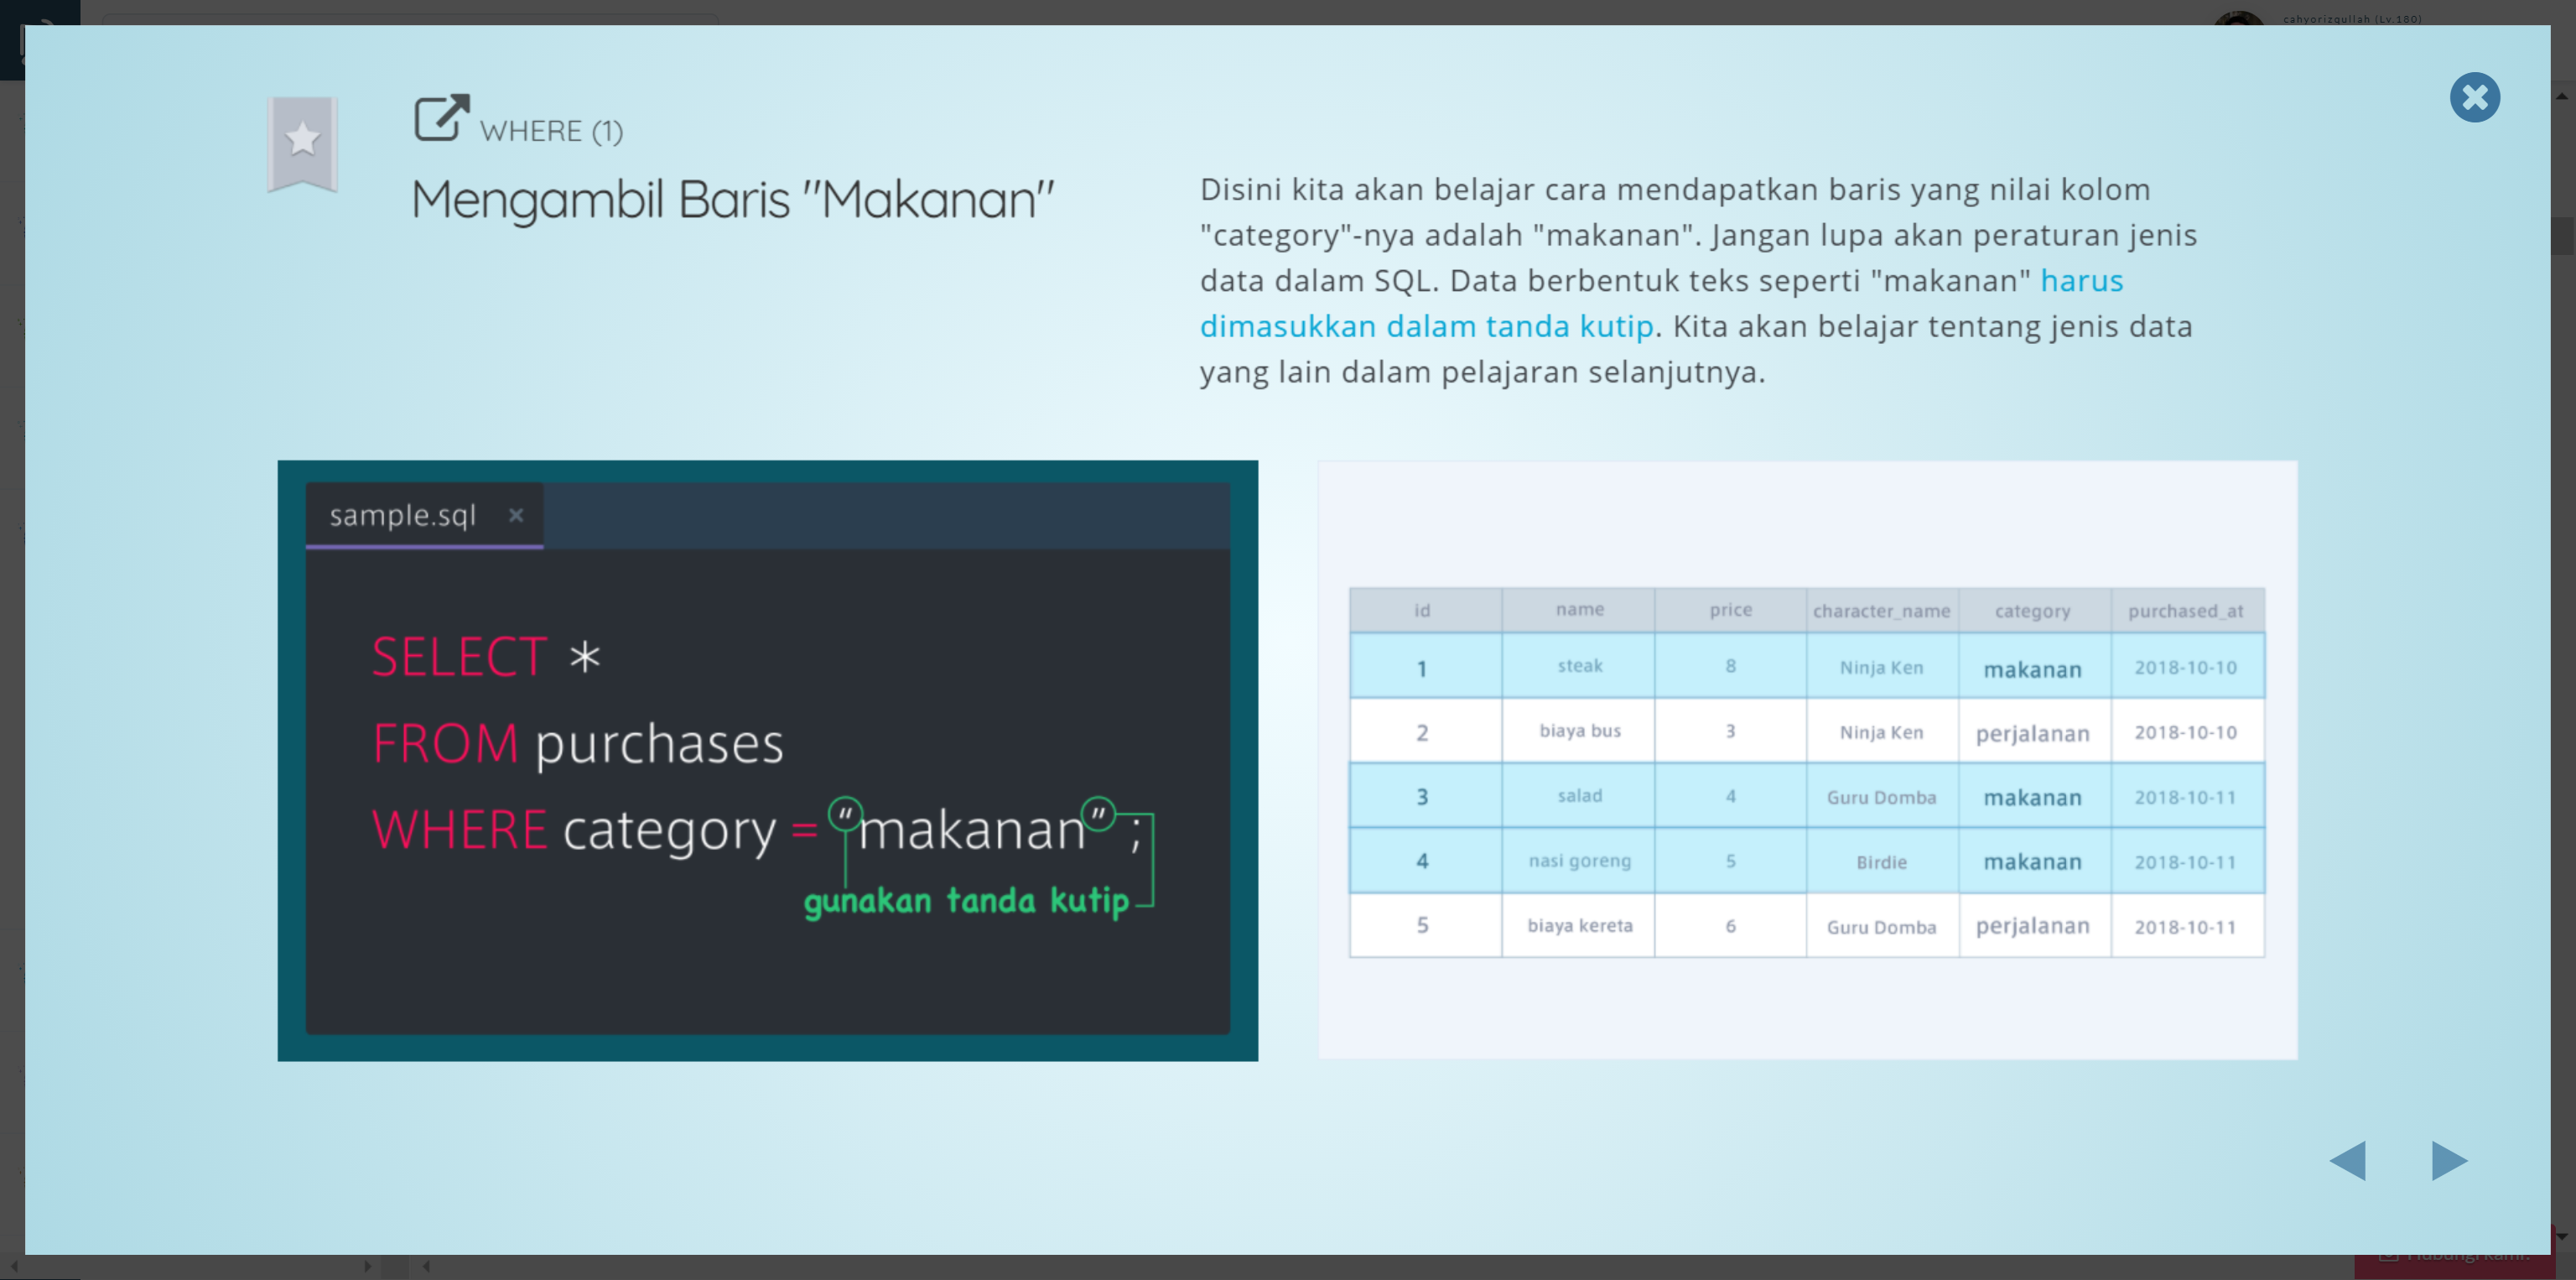 cahyorizqullah (Lv.180)
WHERE (1)
Mengambil Baris "Makanan"
Disini kita akan belajar cara mendapatkan baris yang nilai kolom
"category"-nya adalah "makanan". Jangan lupa akan peraturan jenis
data dalam SQL. Data berbentuk teks seperti "makanan" harus
dimasukkan dalam tanda kutip. Kita akan belajar tentang jenis data
yang lain dalam pelajaran selanjutnya.
sample.sql ×
SELECT *
FROM purchases
WHERE category = “makanan” ;
gunakan tanda kutip
id name price character_name category purchased_at
1 steak 8 Ninja Ken makanan 2018-10-10
2 biaya bus 3 Ninja Ken perjalanan 2018-10-10
3 salad 4 Guru Domba makanan 2018-10-11
4 nasi goreng 5 Birdie makanan 2018-10-11
5 biaya kereta 6 Guru Domba perjalanan 2018-10-11